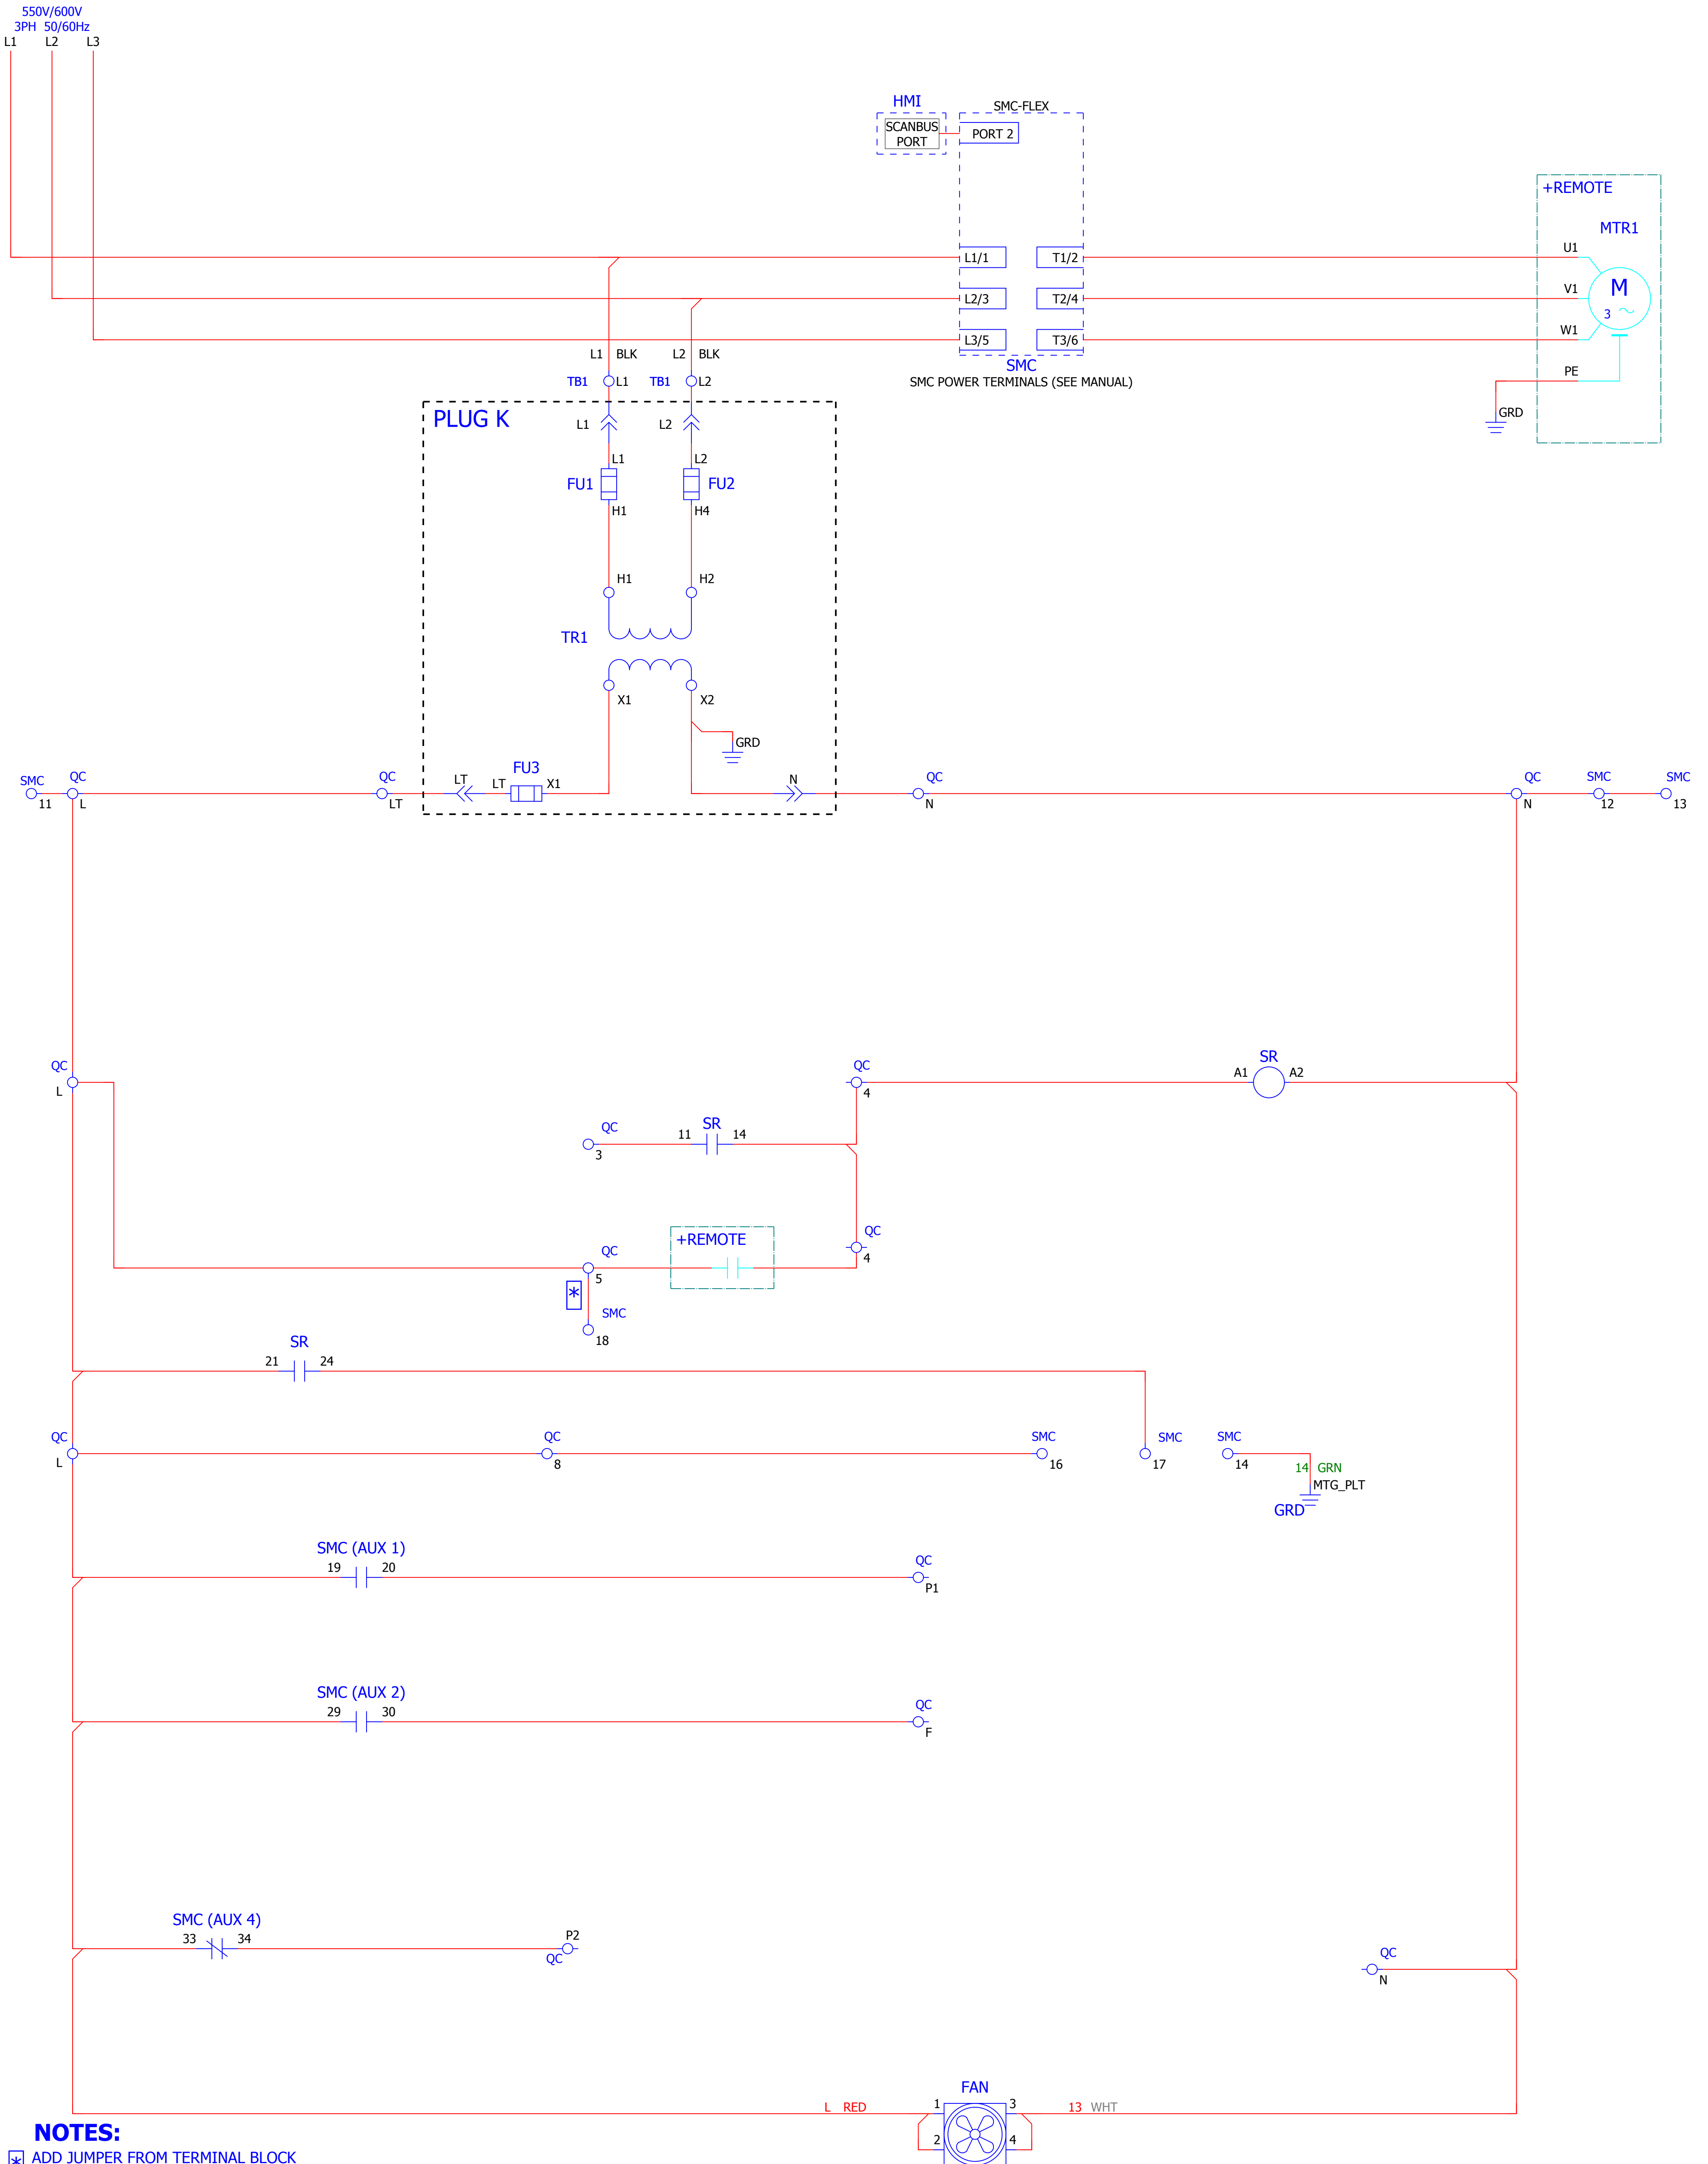 550V/600V
3PH 50/60Hz
L1 L2 L3
HMI
SCANBUS
PORT
SMC-FLEX
PORT 2
+REMOTE
MTR1
U1
L1/1 T1/2
V1
M
3
L2/3 T2/4
W1
L3/5 T3/6
SMC
SMC POWER TERMINALS (SEE MANUAL)
PE
GRD
L1 BLK L2 BLK
TB1 L1 TB1 L2
PLUG K
L1 L2
L1 L2
FU1 FU2
H1 H4
H1 H2
TR1
X1 X2
GRD
SMC QC QC LT LT FU3 X1 N QC QC SMC SMC
11 L LT N N 12 13
QC QC SR
L 4 A1 A2
QC SR
3 11 14
+REMOTE
QC QC
5 4
*
SMC
18
SR
21 24
QC QC SMC SMC SMC
L 8 16 17 14
14 GRN
MTG_PLT
GRD
SMC (AUX 1)
19 20
QC
P1
SMC (AUX 2)
29 30
QC
F
SMC (AUX 4)
33 34
P2
QC
QC
N
FAN
L RED 1 3 13 WHT
2 4
NOTES:
* ADD JUMPER FROM TERMINAL BLOCK